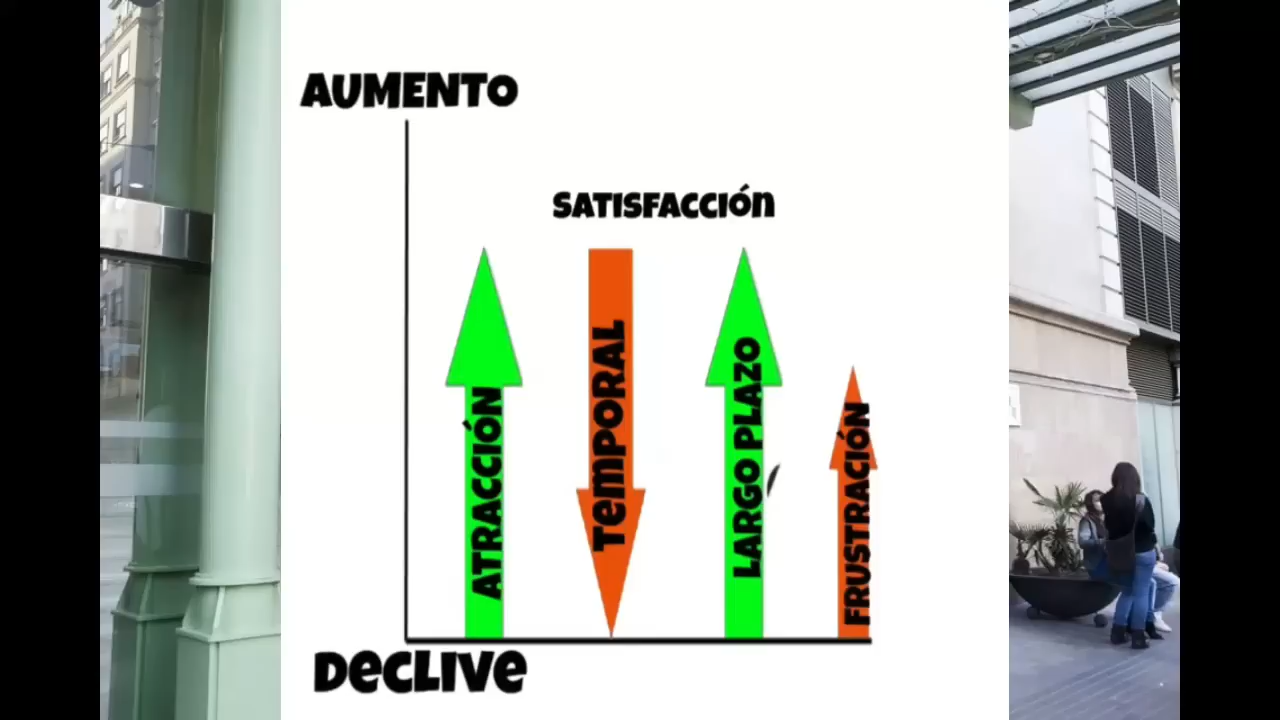 AUMENTO
SATISFACCIÓN
ATRACCIÓN
TEMPORAL
LARGO PLAZO
FRUSTRACIÓN
DECLIVE